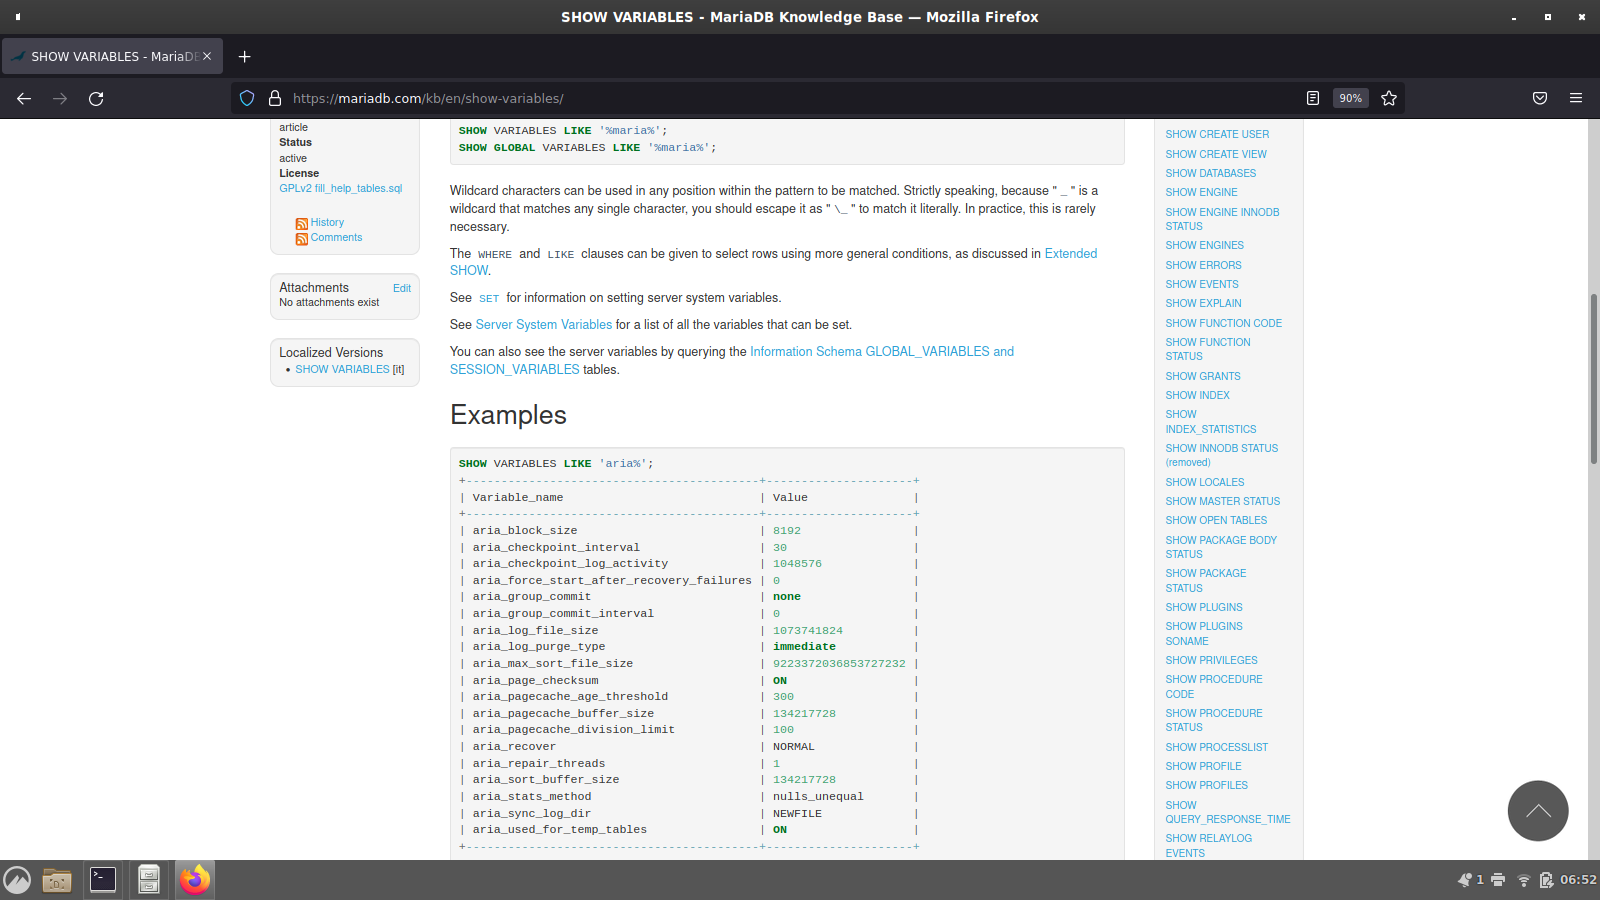 SHOW VARIABLES - MariaDB Knowledge Base — Mozilla Firefox
SHOW VARIABLES - MariaDB
https://mariadb.com/kb/en/show-variables/
90%
article
Status
active
License
GPLv2 fill_help_tables.sql
History
Comments
Attachments Edit
No attachments exist
Localized Versions
• SHOW VARIABLES [it]
SHOW VARIABLES LIKE '%maria%';
SHOW GLOBAL VARIABLES LIKE '%maria%';
Wildcard characters can be used in any position within the pattern to be matched. Strictly speaking, because " _ " is a
wildcard that matches any single character, you should escape it as " \_ " to match it literally. In practice, this is rarely
necessary.
The WHERE and LIKE clauses can be given to select rows using more general conditions, as discussed in Extended
SHOW.
See SET for information on setting server system variables.
See Server System Variables for a list of all the variables that can be set.
You can also see the server variables by querying the Information Schema GLOBAL_VARIABLES and
SESSION_VARIABLES tables.
Examples
SHOW VARIABLES LIKE 'aria%';
+------------------------------------------+---------------------+
| Variable_name                            | Value               |
+------------------------------------------+---------------------+
| aria_block_size                          | 8192                |
| aria_checkpoint_interval                 | 30                  |
| aria_checkpoint_log_activity             | 1048576             |
| aria_force_start_after_recovery_failures | 0                   |
| aria_group_commit                        | none                |
| aria_group_commit_interval               | 0                   |
| aria_log_file_size                       | 1073741824          |
| aria_log_purge_type                      | immediate           |
| aria_max_sort_file_size                  | 9223372036853727232 |
| aria_page_checksum                       | ON                  |
| aria_pagecache_age_threshold             | 300                 |
| aria_pagecache_buffer_size               | 134217728           |
| aria_pagecache_division_limit            | 100                 |
| aria_recover                             | NORMAL              |
| aria_repair_threads                      | 1                   |
| aria_sort_buffer_size                    | 134217728           |
| aria_stats_method                        | nulls_unequal       |
| aria_sync_log_dir                        | NEWFILE             |
| aria_used_for_temp_tables                | ON                  |
+------------------------------------------+---------------------+
SHOW CREATE USER
SHOW CREATE VIEW
SHOW DATABASES
SHOW ENGINE
SHOW ENGINE INNODB
STATUS
SHOW ENGINES
SHOW ERRORS
SHOW EVENTS
SHOW EXPLAIN
SHOW FUNCTION CODE
SHOW FUNCTION
STATUS
SHOW GRANTS
SHOW INDEX
SHOW
INDEX_STATISTICS
SHOW INNODB STATUS
(removed)
SHOW LOCALES
SHOW MASTER STATUS
SHOW OPEN TABLES
SHOW PACKAGE BODY
STATUS
SHOW PACKAGE
STATUS
SHOW PLUGINS
SHOW PLUGINS
SONAME
SHOW PRIVILEGES
SHOW PROCEDURE
CODE
SHOW PROCEDURE
STATUS
SHOW PROCESSLIST
SHOW PROFILE
SHOW PROFILES
SHOW
QUERY_RESPONSE_TIME
SHOW RELAYLOG
EVENTS
1
06:52